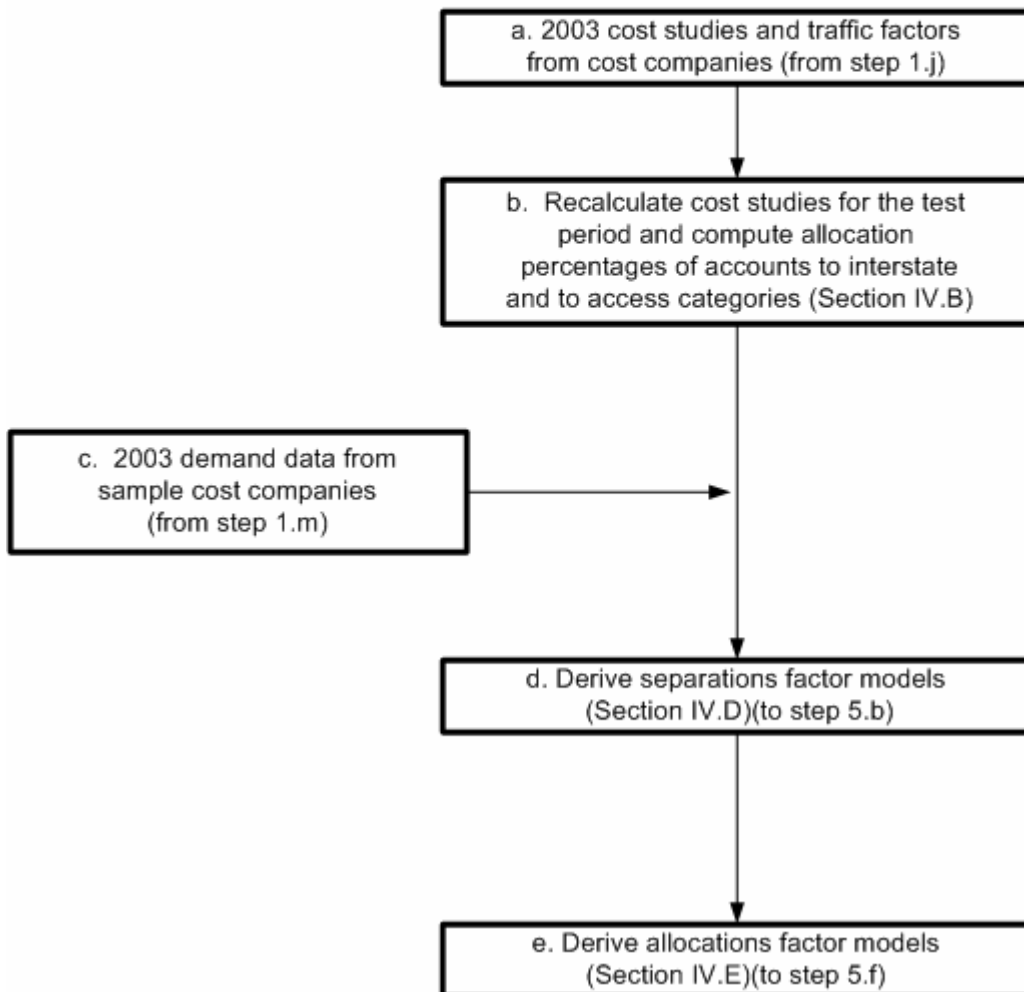 a. 2003 cost studies and traffic factors
from cost companies (from step 1.j)
b. Recalculate cost studies for the test
period and compute allocation
percentages of accounts to interstate
and to access categories (Section IV.B)
c. 2003 demand data from
sample cost companies
(from step 1.m)
d. Derive separations factor models
(Section IV.D)(to step 5.b)
e. Derive allocations factor models
(Section IV.E)(to step 5.f)